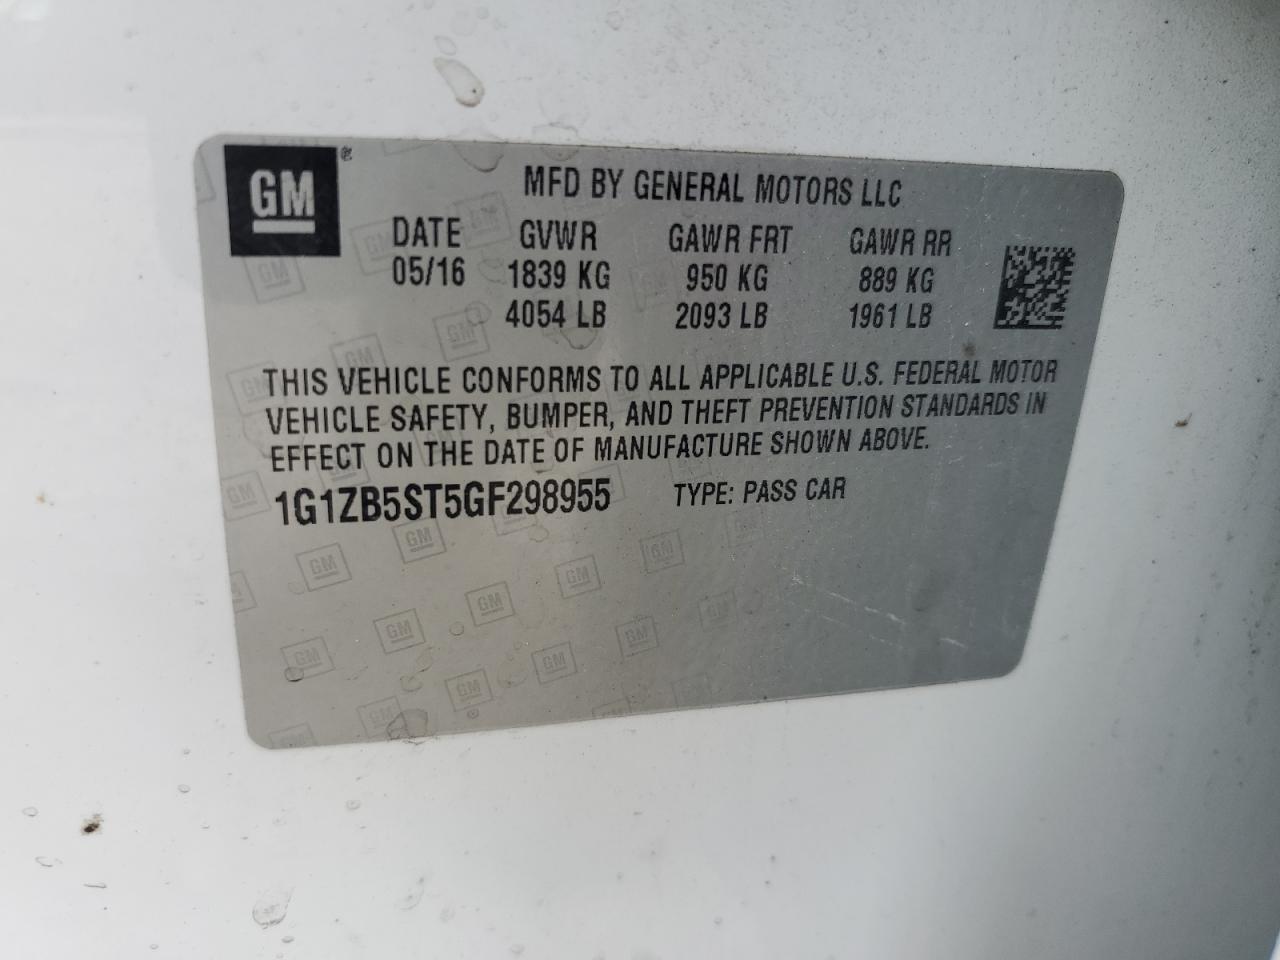 GM ®
MFD BY GENERAL MOTORS LLC
DATE GVWR GAWR FRT GAWR RR
05/16 1839 KG 950 KG 889 KG
4054 LB 2093 LB 1961 LB
THIS VEHICLE CONFORMS TO ALL APPLICABLE U.S. FEDERAL MOTOR
VEHICLE SAFETY, BUMPER, AND THEFT PREVENTION STANDARDS IN
EFFECT ON THE DATE OF MANUFACTURE SHOWN ABOVE.
1G1ZB5ST5GF298955 TYPE: PASS CAR